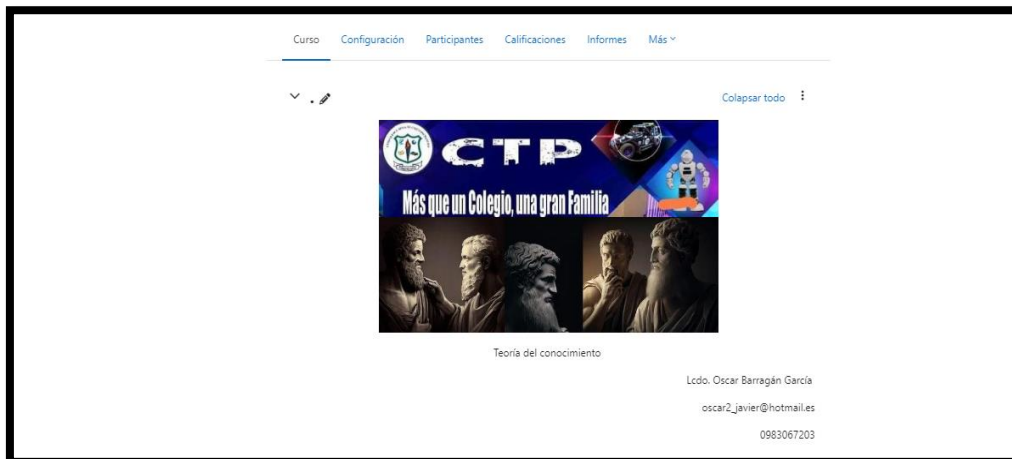 Curso Configuración Participantes Calificaciones Informes Más
. Colapsar todo
CTP
Más que un Colegio, una gran Familia
Teoría del conocimiento
Lcdo. Oscar Barragán García
oscar2_javier@hotmail.es
0983067203